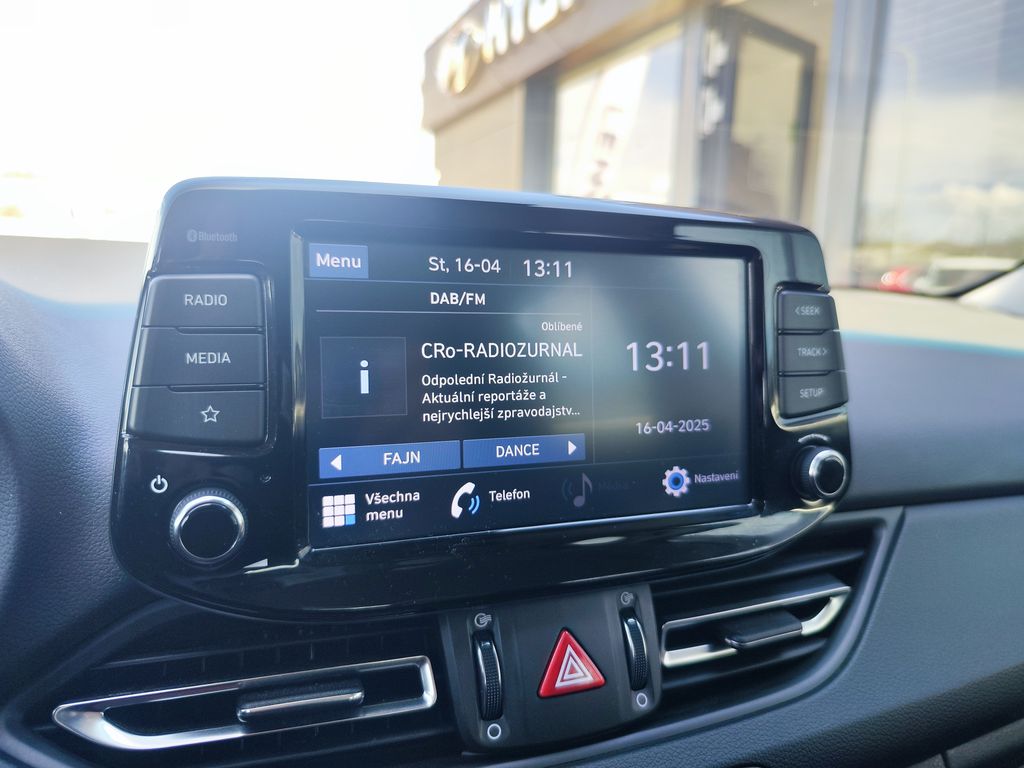 Bluetooth
RADIO
MEDIA
Menu
St, 16-04
13:11
DAB/FM
Oblíbené
CRo-RADIOZURNAL
Odpolední Radiožurnál -
Aktuální reportáže a
nejrychlejší zpravodajstv...
FAJN
DANCE
Všechna
menu
Telefon
Média
13:11
16-04-2025
Nastavení
< SEEK
TRACK >
SETUP